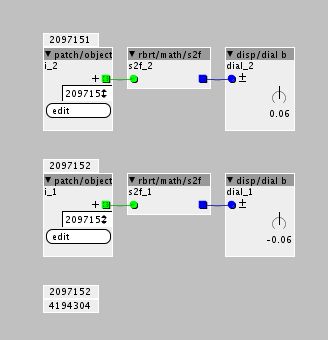 2097151
patch/object
rbrt/math/s2f
disp/dial b
i_2
s2f_2
dial_2
+
±
209715
edit
0.06
2097152
patch/object
rbrt/math/s2f
disp/dial b
i_1
s2f_1
dial_1
+
±
209715
edit
-0.06
2097152
4194304